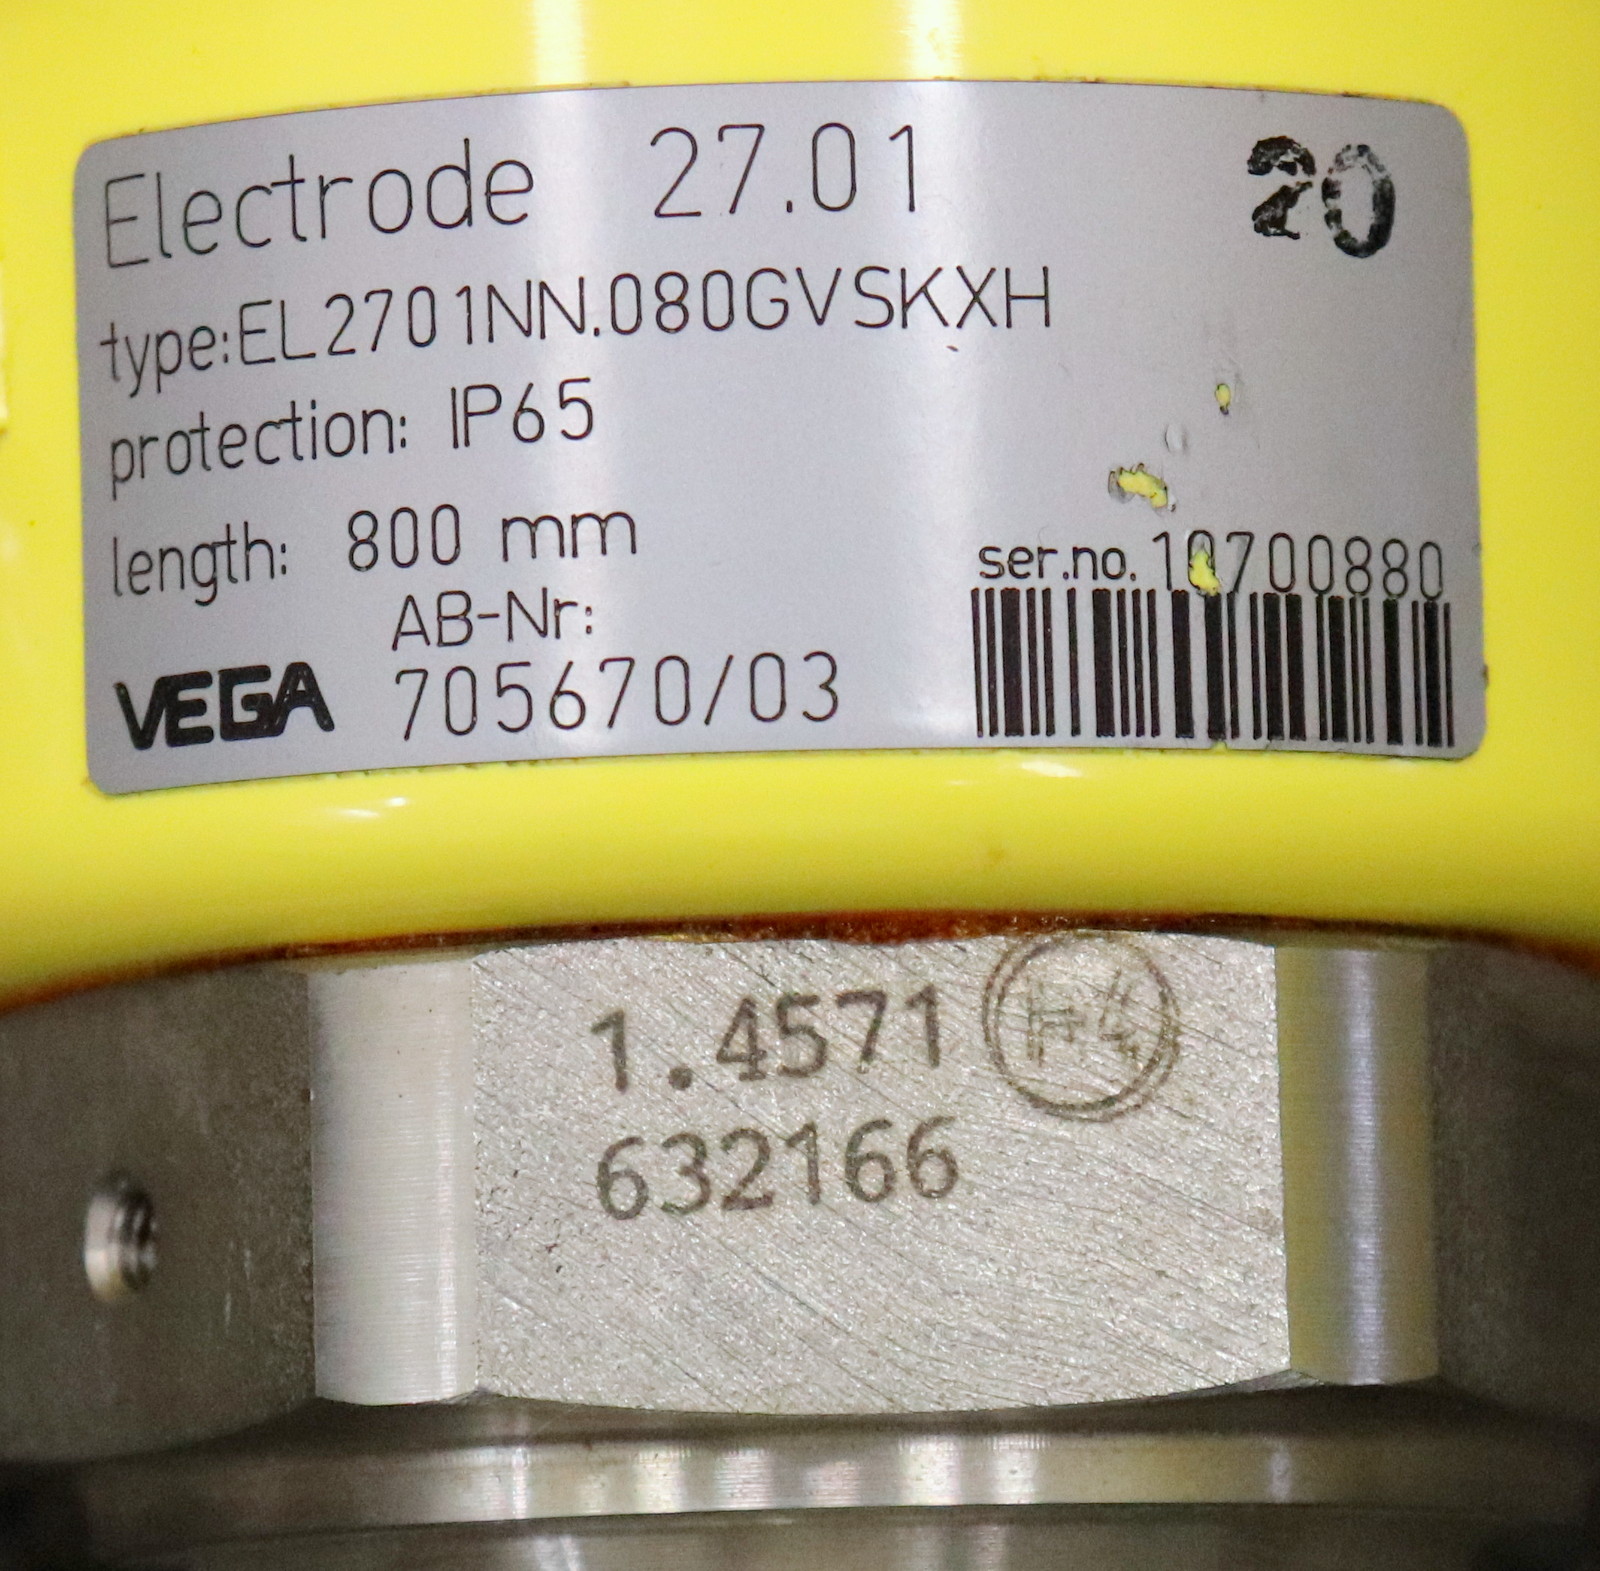 Electrode 27.01 20
type:EL2701NN.080GVSKXH
protection: IP65
length: 800 mm
ser.no. 10700880
AB-Nr:
VEGA 705670/03
1.4571 H4
632166